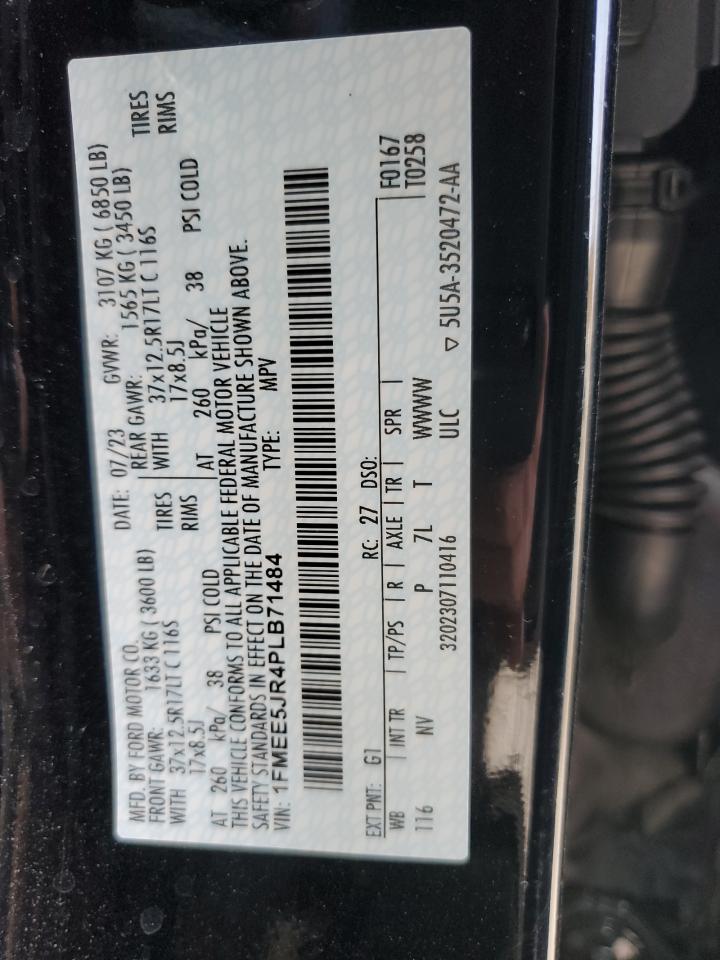 MFD. BY FORD MOTOR CO. DATE: 07/23 GVWR: 3107 KG ( 6850 LB)
FRONT GAWR: 1633 KG ( 3600 LB) REAR GAWR: 1565 KG ( 3450 LB)
WITH 37x12.5R17LT C 116S TIRES WITH 37x12.5R17LT C 116S TIRES
17x8.5J RIMS 17x8.5J RIMS
AT 260 kPa/ 38 PSI COLD AT 260 kPa/ 38 PSI COLD
THIS VEHICLE CONFORMS TO ALL APPLICABLE FEDERAL MOTOR VEHICLE
SAFETY STANDARDS IN EFFECT ON THE DATE OF MANUFACTURE SHOWN ABOVE.
VIN: 1FMEE5JR4PLB71484 TYPE: MPV
EXT PNT: G1 RC: 27 DSO: F0167
WB INT TR TP/PS R AXLE TR SPR T0258
116 NV P 7L T WWWWW
3202307110416 ULC ▽ 5U5A-3520472-AA